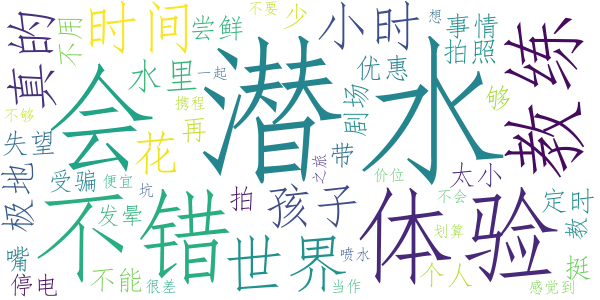 真的
不用
时间
尝鲜
不要
少
小时
想
事情
拍照
教练
会
水里
一起
潜水
优惠
够
不够
花
携程
再
剧场
带
失望
极地
受骗
便宜
坑
之旅
价位
太小
不错
孩子
体验
不会
定
教时
发晕
拍
世界
划算
嘴
停电
不能
很差
喷水
当作
个人
挺
感觉到